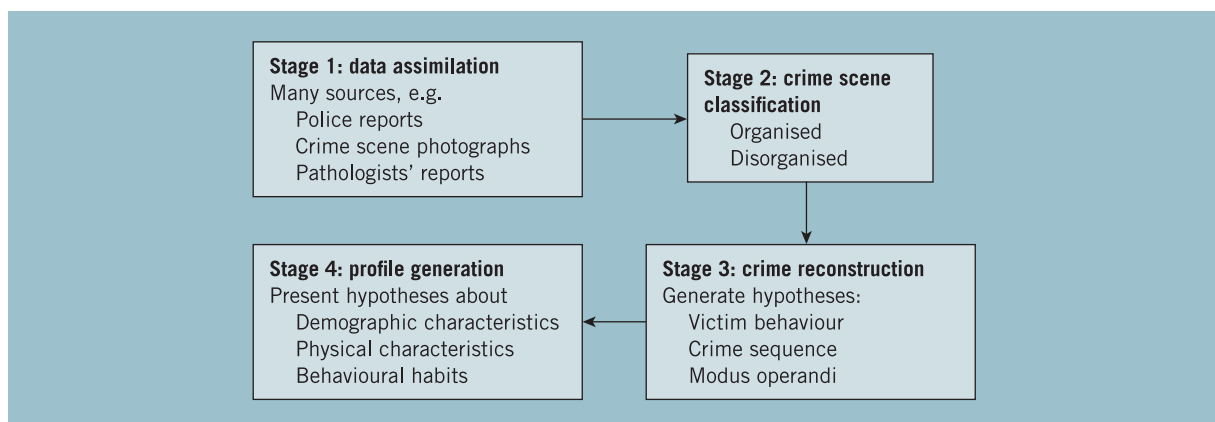 Stage 1: data assimilation
Many sources, e.g.
Police reports
Crime scene photographs
Pathologists' reports
Stage 2: crime scene
classification
Organised
Disorganised
Stage 3: crime reconstruction
Generate hypotheses:
Victim behaviour
Crime sequence
Modus operandi
Stage 4: profile generation
Present hypotheses about
Demographic characteristics
Physical characteristics
Behavioural habits